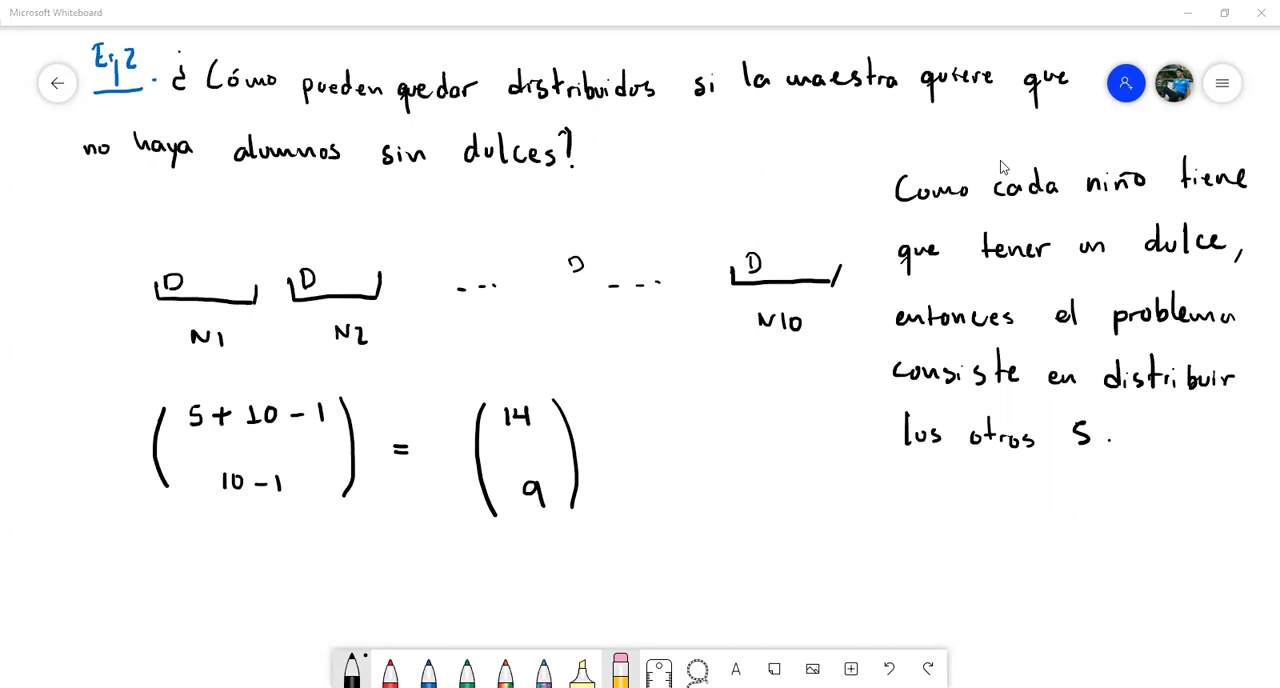 Microsoft Whiteboard
Ej 2. ¿Cómo pueden quedar distribuidos si la maestra quiere que
no haya alumnos sin dulces?
Como cada niño tiene
que tener un dulce,
entonces el problema
consiste en distribuir
los otros 5.
D D ... D ... D
N1 N2 N10
( 5 + 10 - 1 ) = ( 14 )
( 10 - 1 ) ( 9 )
A